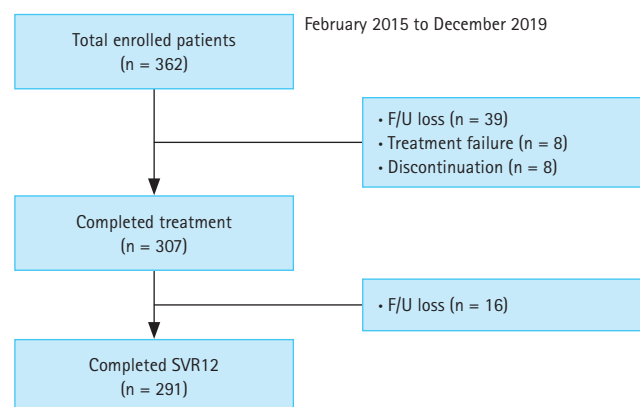 February 2015 to December 2019
Total enrolled patients
(n = 362)
• F/U loss (n = 39)
• Treatment failure (n = 8)
• Discontinuation (n = 8)
Completed treatment
(n = 307)
• F/U loss (n = 16)
Completed SVR12
(n = 291)